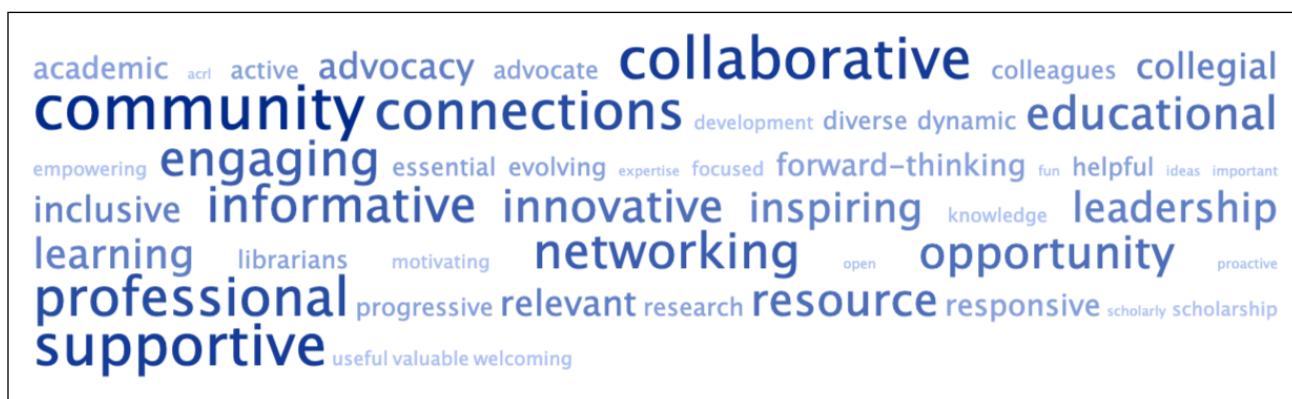 academic acrl active advocacy advocate collaborative colleagues collegial
community connections development diverse dynamic educational
empowering engaging essential evolving expertise focused forward-thinking fun helpful ideas important
inclusive informative innovative inspiring knowledge leadership
learning librarians motivating networking open opportunity proactive
professional progressive relevant research resource responsive scholarly scholarship
supportive useful valuable welcoming